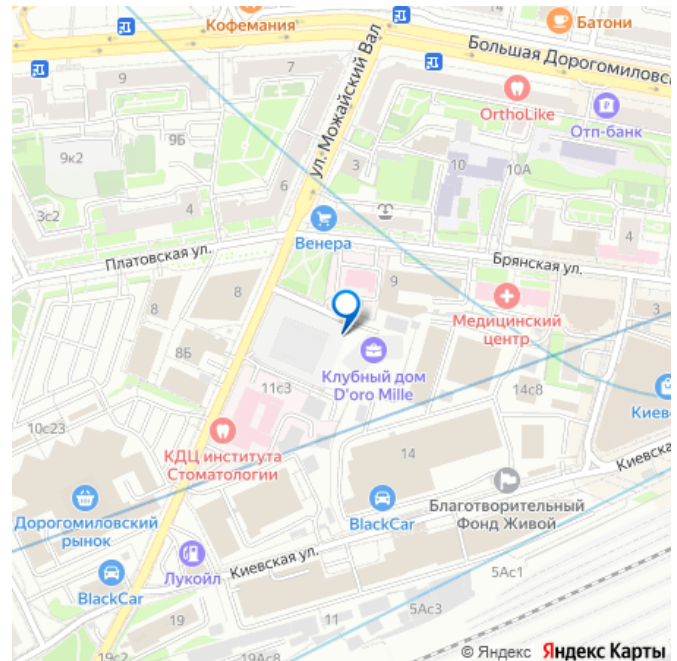 Кофемания
Батони
Большая Дорогомиловс
ул. Можайский Вал
9
7
OrthoLike
Отп-банк
9Б
9к2
3
10
10А
6
3с2
4
Венера
4
Платовская ул.
Брянская ул.
8
8
9
3
Медицинский
центр
8Б
Клубный дом
D'oro Mille
11с3
14с8
Киев
10с23
КДЦ института
Стоматологии
14
Киевска
Дорогомиловский
рынок
BlackCar
Благотворительный
Фонд Живой
Лукойл
Киевская ул.
BlackCar
5Ас1
19
11
5Ас3
19с2
19Ас8
© Яндекс Яндекс Карты